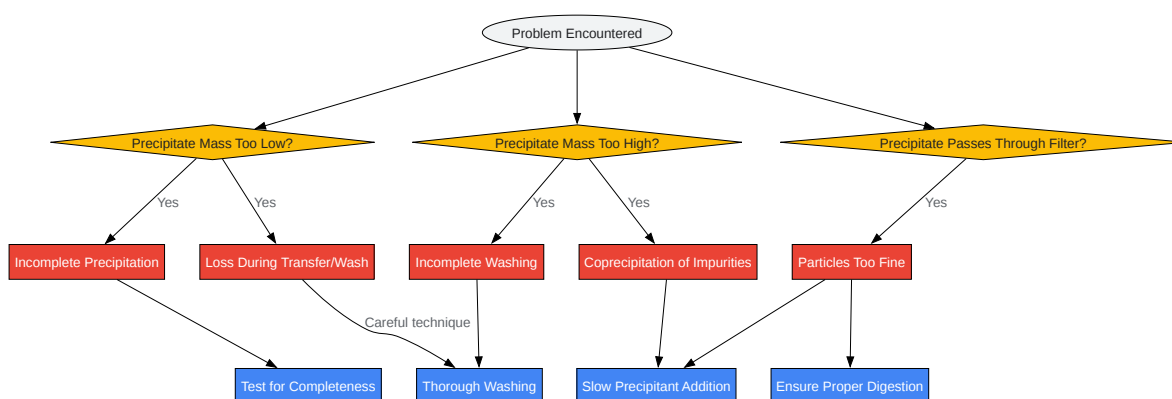 Problem Encountered
Precipitate Mass Too Low?
Precipitate Mass Too High?
Precipitate Passes Through Filter?
Yes
Yes
Yes
Yes
Yes
Incomplete Precipitation
Loss During Transfer/Wash
Incomplete Washing
Coprecipitation of Impurities
Particles Too Fine
Careful technique
Test for Completeness
Thorough Washing
Slow Precipitant Addition
Ensure Proper Digestion